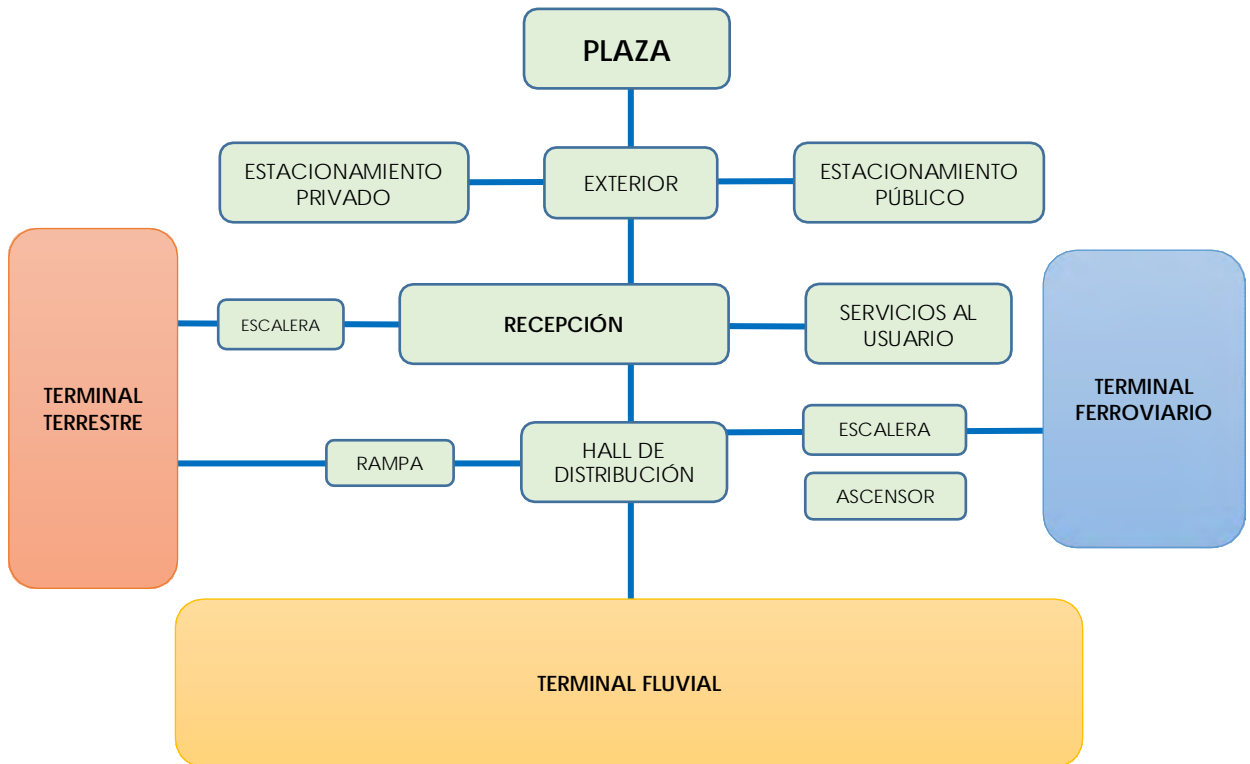 PLAZA
ESTACIONAMIENTO
PRIVADO
EXTERIOR
ESTACIONAMIENTO
PÚBLICO
ESCALERA
RECEPCIÓN
SERVICIOS AL
USUARIO
TERMINAL
TERRESTRE
TERMINAL
FERROVIARIO
RAMPA
HALL DE
DISTRIBUCIÓN
ESCALERA
ASCENSOR
TERMINAL FLUVIAL